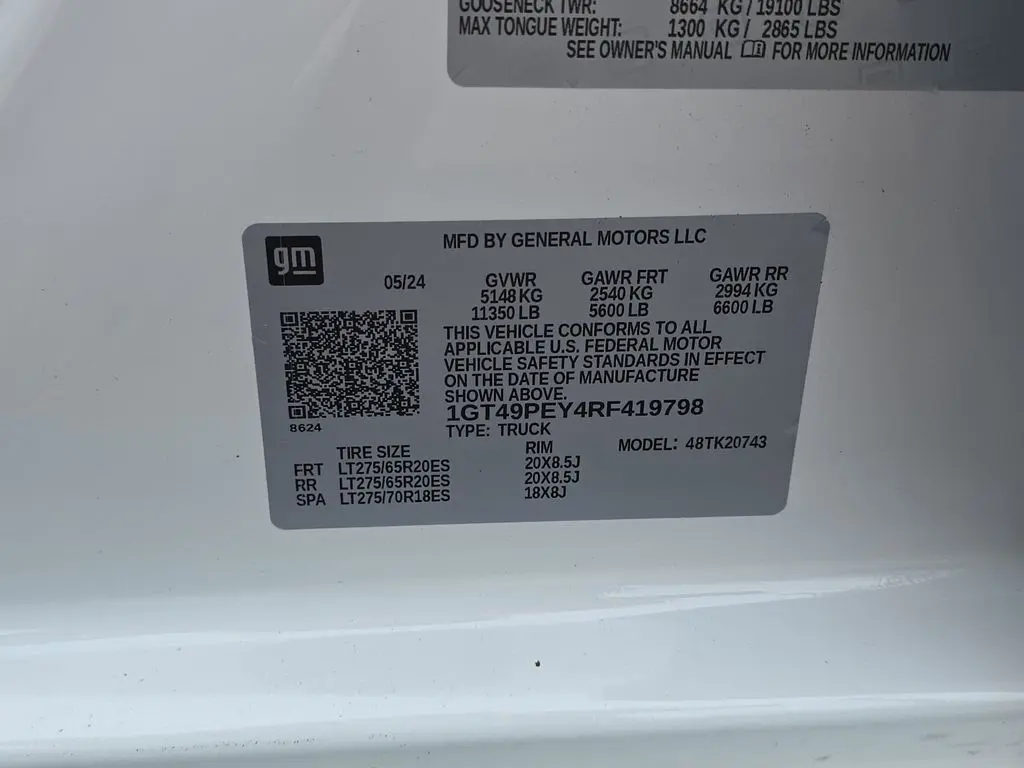 GOOSENECK TWR: 8664 KG/19100 LBS
MAX TONGUE WEIGHT: 1300 KG/ 2865 LBS
SEE OWNER'S MANUAL FOR MORE INFORMATION
gm
MFD BY GENERAL MOTORS LLC
05/24 GVWR GAWR FRT GAWR RR
5148 KG 2540 KG 2994 KG
11350 LB 5600 LB 6600 LB
THIS VEHICLE CONFORMS TO ALL
APPLICABLE U.S. FEDERAL MOTOR
VEHICLE SAFETY STANDARDS IN EFFECT
ON THE DATE OF MANUFACTURE
SHOWN ABOVE.
1GT49PEY4RF419798
8624
TYPE: TRUCK
MODEL: 48TK20743
TIRE SIZE RIM
FRT LT275/65R20ES 20X8.5J
RR LT275/65R20ES 20X8.5J
SPA LT275/70R18ES 18X8J